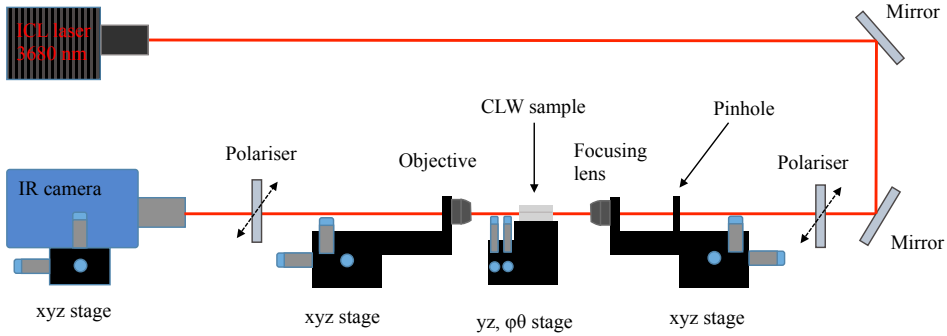 ICL laser
3680 nm
Mirror
CLW sample
Pinhole
Polariser
Objective
Focusing
lens
Polariser
IR camera
Mirror
xyz stage
xyz stage
yz, φθ stage
xyz stage